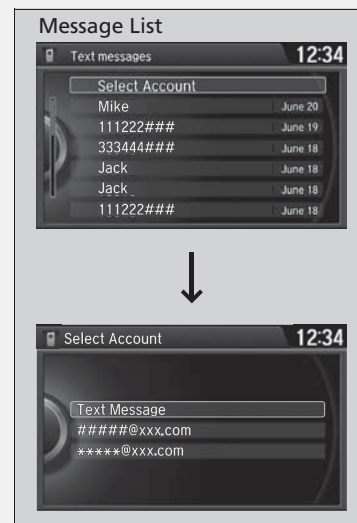 Message List
Text messages 12:34
Select Account
Mike June 20
111222### June 19
333444### June 18
Jack June 18
Jack June 18
111222### June 18
Select Account 12:34
Text Message
#####@xxx.com
*****@xxx.com